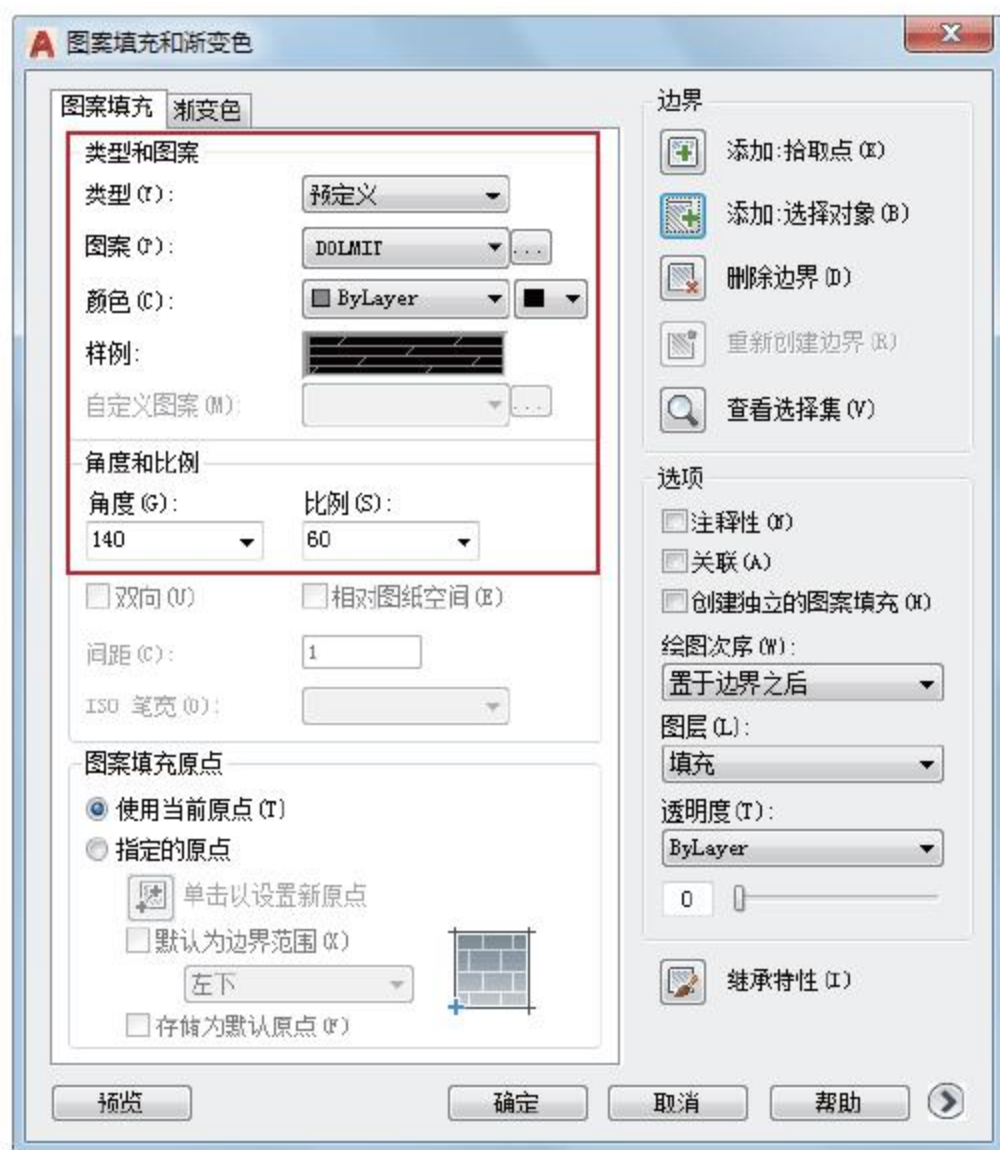 图案填充和渐变色
图案填充 渐变色
类型和图案
类型(Y):
预定义
图案(P):
DOLMIT
...
颜色(C):
ByLayer
样例:
自定义图案(M):
...
角度和比例
角度(G):
比例(S):
140
60
双向(U)
相对图纸空间(E)
间距(C):
1
ISO 笔宽(O):
图案填充原点
使用当前原点(T)
指定的原点
单击以设置新原点
默认为边界范围(X)
左下
存储为默认原点(F)
边界
添加:拾取点(K)
添加:选择对象(B)
删除边界(D)
重新创建边界(R)
查看选择集(V)
选项
注释性(N)
关联(A)
创建独立的图案填充(H)
绘图次序(W):
置于边界之后
图层(L):
填充
透明度(T):
ByLayer
0
继承特性(I)
预览
确定
取消
帮助